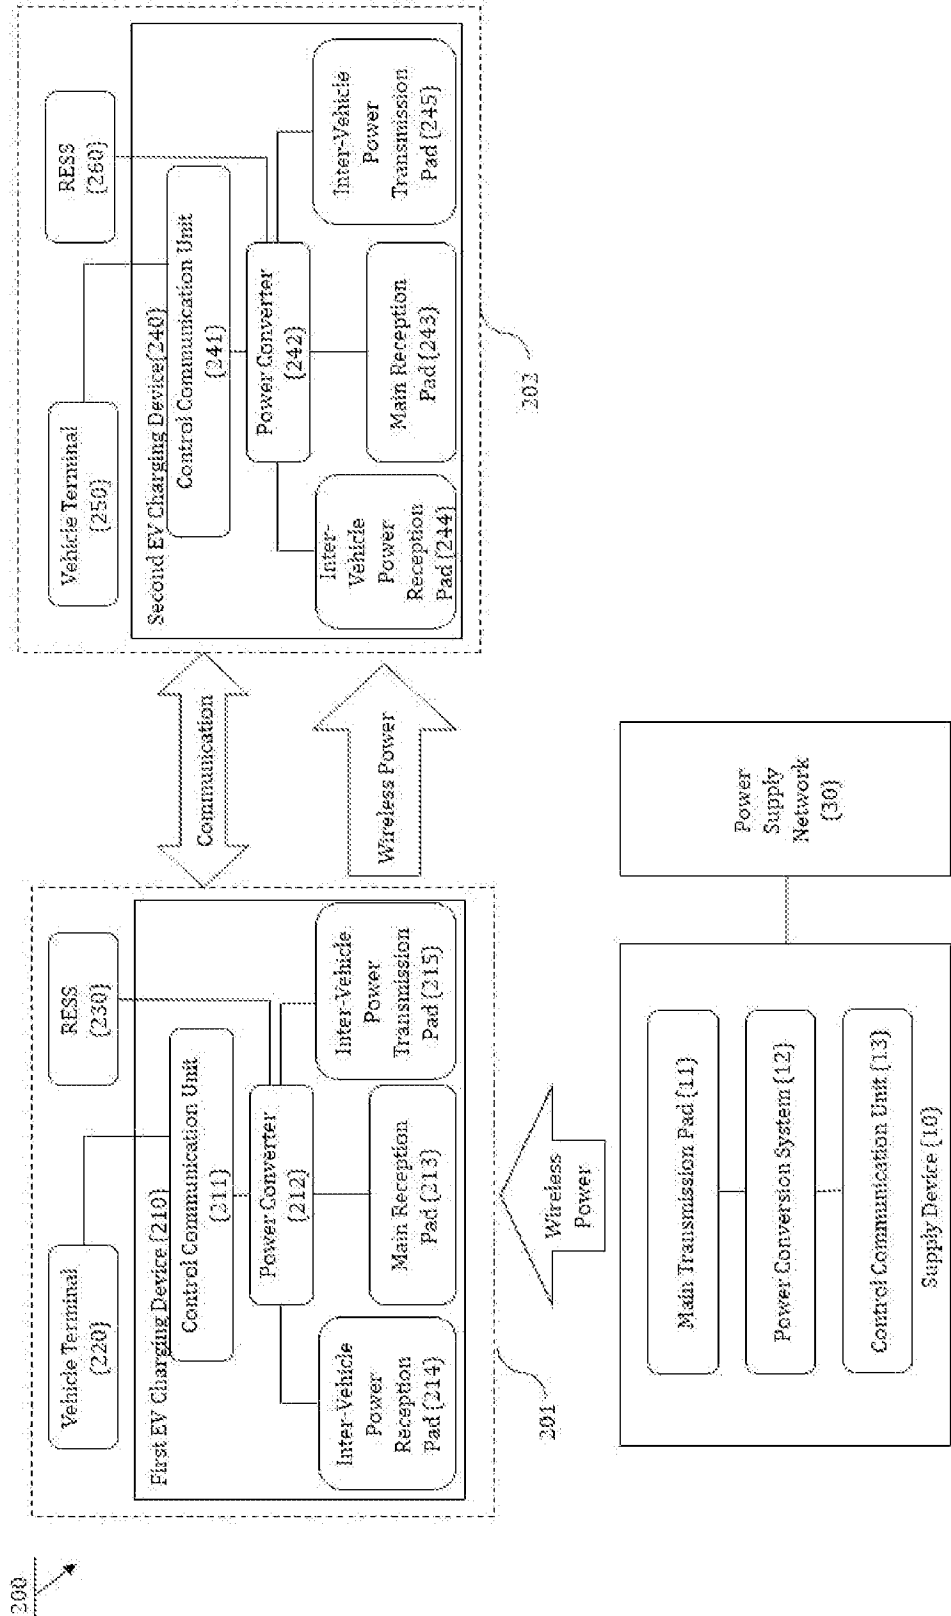 200
Vehicle Terminal
{220}
RESS
{230}
First EV Charging Device {210}
Control Communication Unit
{211}
Power Converter
{212}
Inter-Vehicle
Power
Reception
Pad {214}
Main Reception
Pad {213}
Inter-Vehicle
Power
Transmission
Pad {215}
201
Communication
Wireless Power
Vehicle Terminal
{250}
RESS
{260}
Second EV Charging Device{240}
Control Communication Unit
{241}
Power Converter
{242}
Inter-
Vehicle
Power
Reception
Pad {244}
Main Reception
Pad {243}
Inter-Vehicle
Power
Transmission
Pad {245}
202
Wireless
Power
Main Transmission Pad {11}
Power Conversion System {12}
Control Communication Unit {13}
Supply Device {10}
Power
Supply
Network
{30}